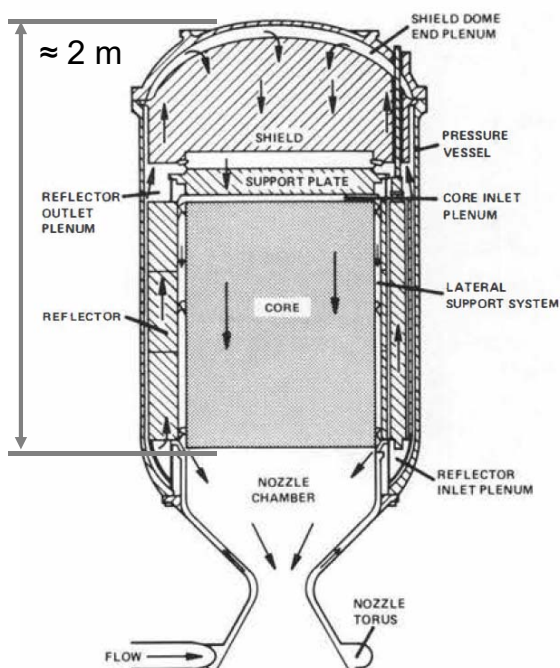 ≈ 2 m
SHIELD DOME
END PLENUM
SHIELD
PRESSURE
VESSEL
SUPPORT PLATE
REFLECTOR
OUTLET
PLENUM
CORE INLET
PLENUM
CORE
LATERAL
SUPPORT SYSTEM
REFLECTOR
NOZZLE
CHAMBER
REFLECTOR
INLET PLENUM
NOZZLE
TORUS
FLOW